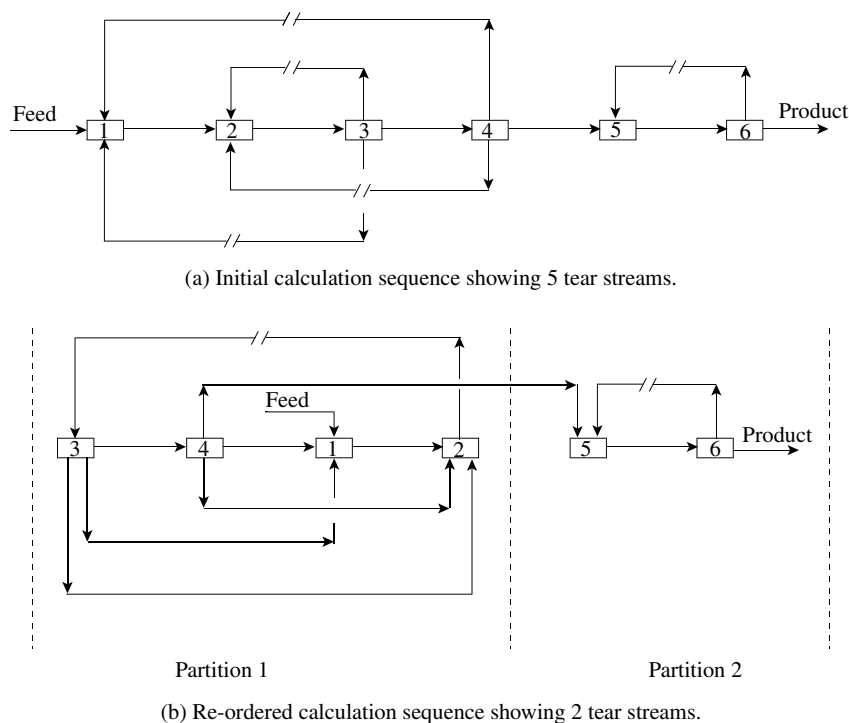 Feed
1
2
3
4
5
6
Product
(a) Initial calculation sequence showing 5 tear streams.
Feed
3
4
1
2
5
6
Product
Partition 1
Partition 2
(b) Re-ordered calculation sequence showing 2 tear streams.